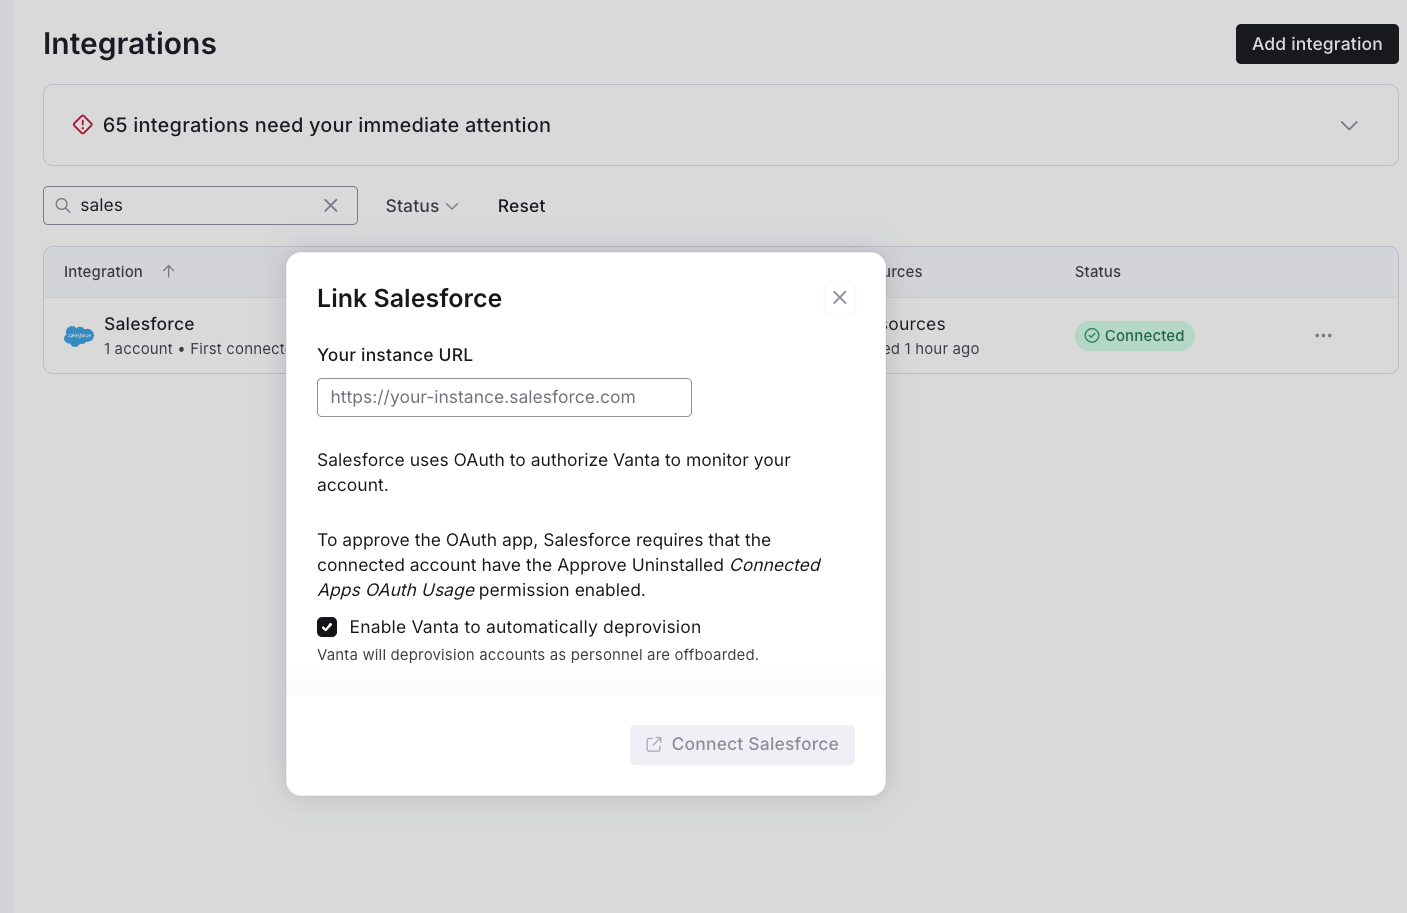 Integrations
Add integration
65 integrations need your immediate attention
sales
Status
Reset
Integration
Status
Salesforce
1 account • First
Connected
1 hour ago
Link Salesforce
Your instance URL
https://your-instance.salesforce.com
Salesforce uses OAuth to authorize Vanta to monitor your
account.
To approve the OAuth app, Salesforce requires that the
connected account have the Approve Uninstalled Connected
Apps OAuth Usage permission enabled.
Enable Vanta to automatically deprovision
Vanta will deprovision accounts as personnel are offboarded.
Connect Salesforce